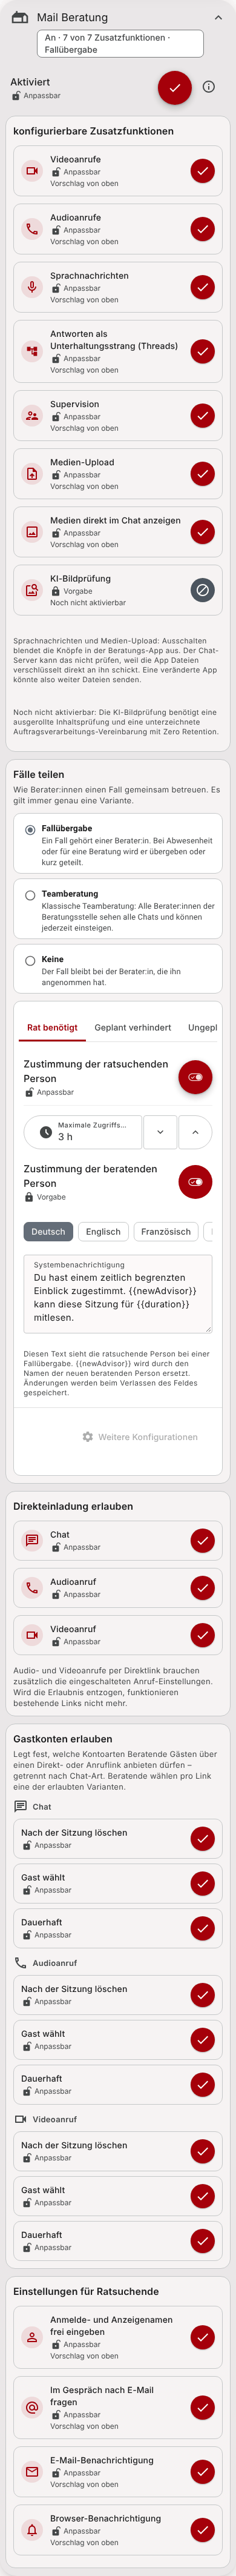 Mail Beratung
An · 7 von 7 Zusatzfunktionen ·
Fallübergabe
Aktiviert
Anpassbar
konfigurierbare Zusatzfunktionen
Videoanrufe
Anpassbar
Vorschlag von oben
Audioanrufe
Anpassbar
Vorschlag von oben
Sprachnachrichten
Anpassbar
Vorschlag von oben
Antworten als
Unterhaltungsstrang (Threads)
Anpassbar
Vorschlag von oben
Supervision
Anpassbar
Vorschlag von oben
Medien-Upload
Anpassbar
Vorschlag von oben
Medien direkt im Chat anzeigen
Anpassbar
Vorschlag von oben
KI-Bildprüfung
Vorgabe
Noch nicht aktivierbar
Sprachnachrichten und Medien-Upload: Ausschalten
blendet die Knöpfe in der Beratungs-App aus. Der Chat-
Server kann das nicht prüfen, weil die App Dateien
verschlüsselt direkt an ihn schickt. Eine veränderte App
könnte also weiter Dateien senden.
Noch nicht aktivierbar: Die KI-Bildprüfung benötigt eine
ausgerollte Inhaltsprüfung und eine unterzeichnete
Auftragsverarbeitungs-Vereinbarung mit Zero Retention.
Fälle teilen
Wie Berater:innen einen Fall gemeinsam betreuen. Es
gilt immer genau eine Variante.
Fallübergabe
Ein Fall gehört einer Berater:in. Bei Abwesenheit
oder für eine Beratung wird er übergeben oder
kurz geteilt.
Teamberatung
Klassische Teamberatung: Alle Berater:innen der
Beratungsstelle sehen alle Chats und können
jederzeit einsteigen.
Keine
Der Fall bleibt bei der Berater:in, die ihn
angenommen hat.
Rat benötigt
Geplant verhindert
Ungepl
Zustimmung der ratsuchenden
Person
Anpassbar
Maximale Zugriffs...
3 h
Zustimmung der beratenden
Person
Vorgabe
Deutsch
Englisch
Französisch
Systembenachrichtigung
Du hast einem zeitlich begrenzten
Einblick zugestimmt. {{newAdvisor}}
kann diese Sitzung für {{duration}}
mitlesen.
Diesen Text sieht die ratsuchende Person bei einer
Fallübergabe. {{newAdvisor}} wird durch den
Namen der neuen beratenden Person ersetzt.
Änderungen werden beim Verlassen des Feldes
gespeichert.
Weitere Konfigurationen
Direkteinladung erlauben
Chat
Anpassbar
Audioanruf
Anpassbar
Videoanruf
Anpassbar
Audio- und Videoanrufe per Direktlink brauchen
zusätzlich die eingeschalteten Anruf-Einstellungen.
Wird die Erlaubnis entzogen, funktionieren
bestehende Links nicht mehr.
Gastkonten erlauben
Legt fest, welche Kontoarten Beratende Gästen über
einen Direkt- oder Anruflink anbieten dürfen –
getrennt nach Chat-Art. Beratende wählen pro Link
eine der erlaubten Varianten.
Chat
Nach der Sitzung löschen
Anpassbar
Gast wählt
Anpassbar
Dauerhaft
Anpassbar
Audioanruf
Nach der Sitzung löschen
Anpassbar
Gast wählt
Anpassbar
Dauerhaft
Anpassbar
Videoanruf
Nach der Sitzung löschen
Anpassbar
Gast wählt
Anpassbar
Dauerhaft
Anpassbar
Einstellungen für Ratsuchende
Anmelde- und Anzeigenamen
frei eingeben
Anpassbar
Vorschlag von oben
Im Gespräch nach E-Mail
fragen
Anpassbar
Vorschlag von oben
E-Mail-Benachrichtigung
Anpassbar
Vorschlag von oben
Browser-Benachrichtigung
Anpassbar
Vorschlag von oben